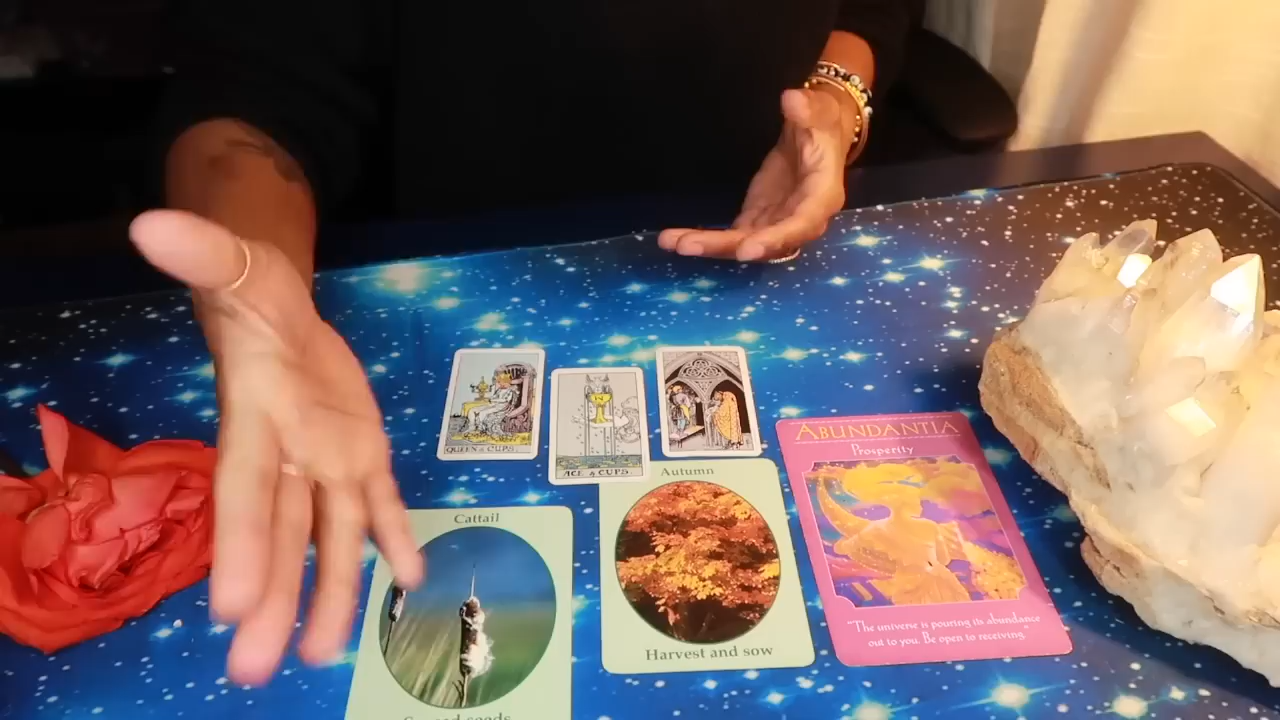 QUEEN of CUPS.
ACE of CUPS.
Autumn
Harvest and sow
Cattail
ABUNDANTIA
Prosperity
"The universe is pouring its abundance
out to you. Be open to receiving."